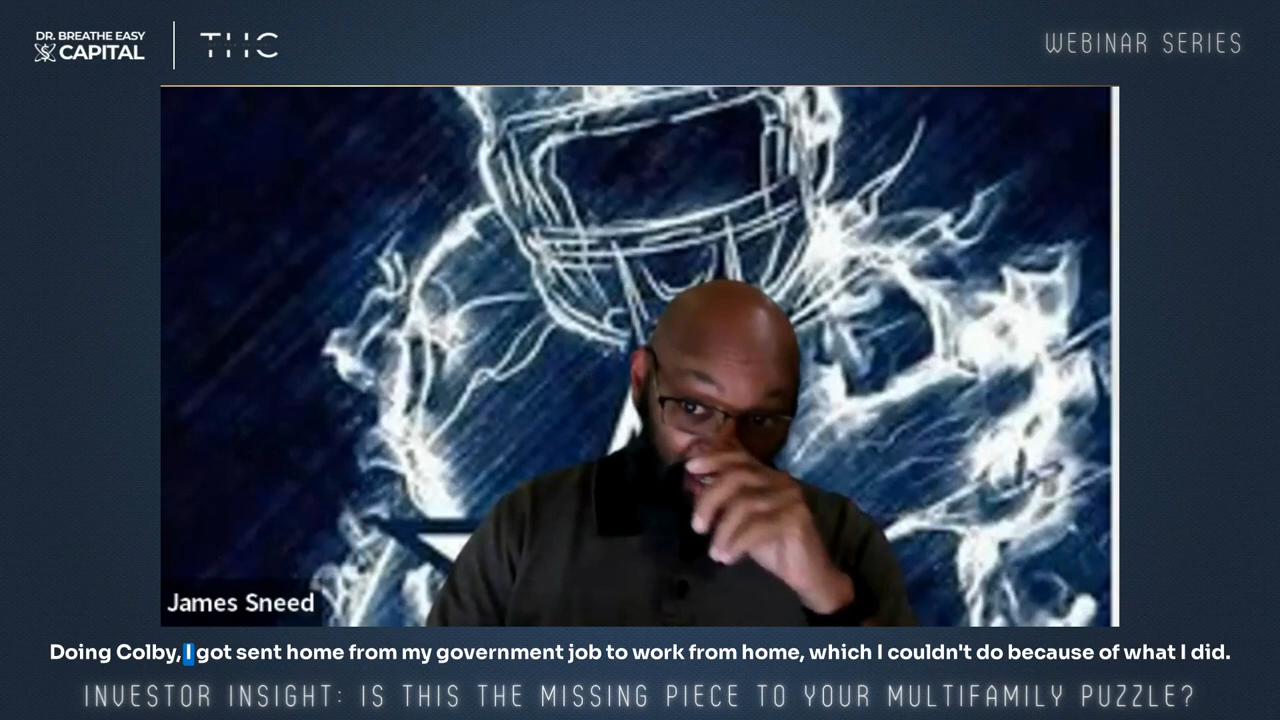 DR. BREATHE EASY
CAPITAL
THC
WEBINAR SERIES
James Sneed
Doing Colby, I got sent home from my government job to work from home, which I couldn't do because of what I did.
INVESTOR INSIGHT: IS THIS THE MISSING PIECE TO YOUR MULTIFAMILY PUZZLE?